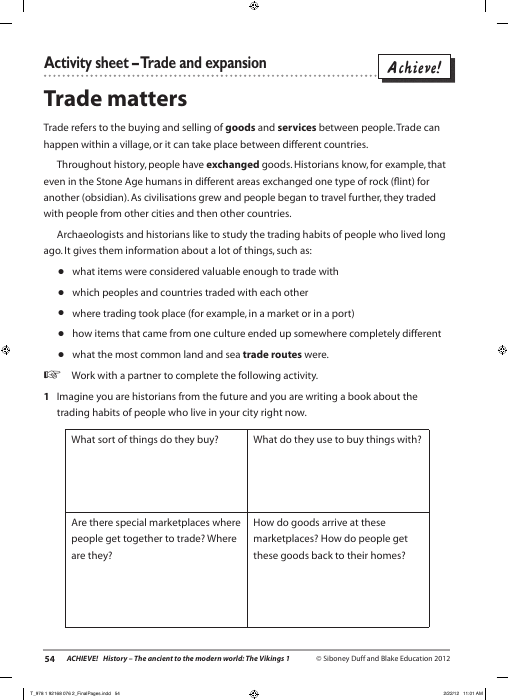 Activity sheet – Trade and expansion
Achieve!
Trade matters
Trade refers to the buying and selling of goods and services between people. Trade can
happen within a village, or it can take place between different countries.
Throughout history, people have exchanged goods. Historians know, for example, that
even in the Stone Age humans in different areas exchanged one type of rock (flint) for
another (obsidian). As civilisations grew and people began to travel further, they traded
with people from other cities and then other countries.
Archaeologists and historians like to study the trading habits of people who lived long
ago. It gives them information about a lot of things, such as:
• what items were considered valuable enough to trade with
• which peoples and countries traded with each other
• where trading took place (for example, in a market or in a port)
• how items that came from one culture ended up somewhere completely different
• what the most common land and sea trade routes were.
☞ Work with a partner to complete the following activity.
1 Imagine you are historians from the future and you are writing a book about the
trading habits of people who live in your city right now.
What sort of things do they buy?
What do they use to buy things with?
Are there special marketplaces where
people get together to trade? Where
are they?
How do goods arrive at these
marketplaces? How do people get
these goods back to their homes?
54 ACHIEVE! History – The ancient to the modern world: The Vikings 1 © Siboney Duff and Blake Education 2012
54